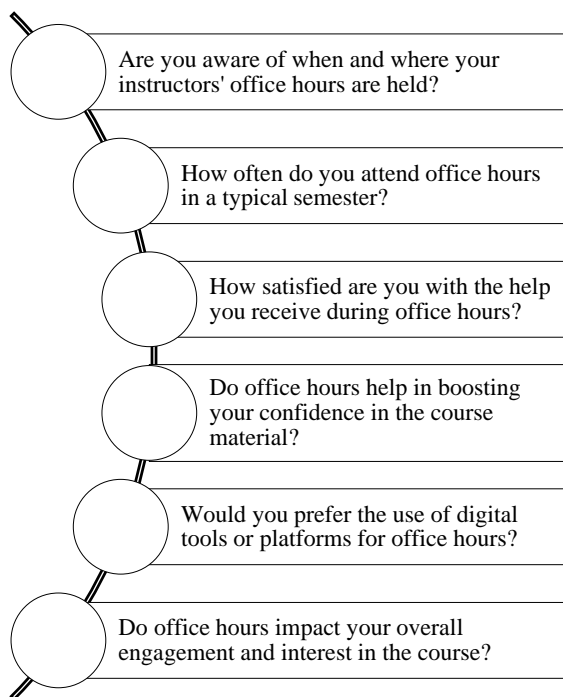 Are you aware of when and where your
instructors' office hours are held?
How often do you attend office hours
in a typical semester?
How satisfied are you with the help
you receive during office hours?
Do office hours help in boosting
your confidence in the course
material?
Would you prefer the use of digital
tools or platforms for office hours?
Do office hours impact your overall
engagement and interest in the course?